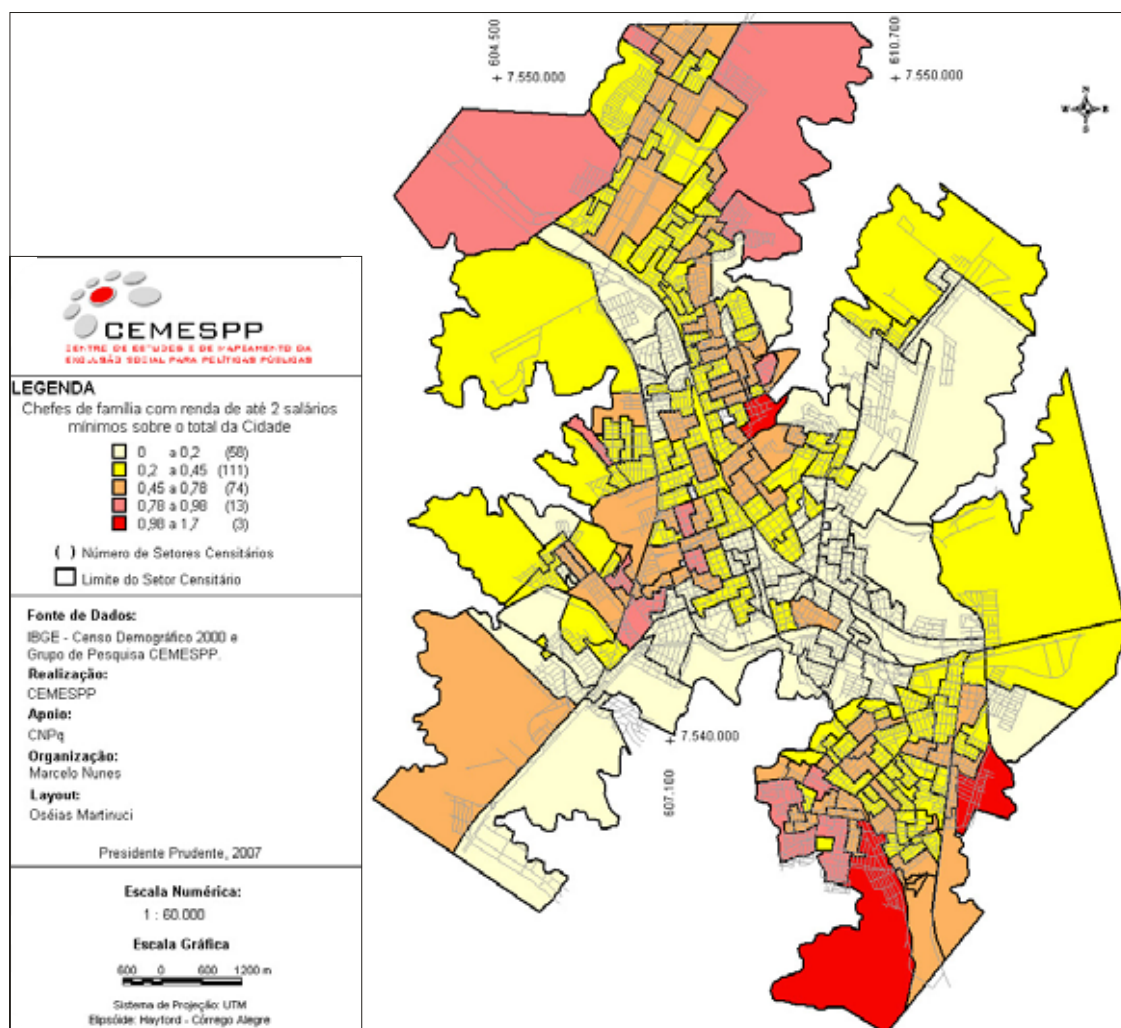 604.500
+ 7.550.000
610.700
+ 7.550.000
N
W
E
S
CEMESPP
CENTRO DE ESTUDOS E DE MAPEAMENTO DA
EXCLUSÃO SOCIAL PARA POLÍTICAS PÚBLICAS
LEGENDA
Chefes de família com renda de até 2 salários
mínimos sobre o total da Cidade
0 a 0,2 (58)
0,2 a 0,45 (111)
0,45 a 0,78 (74)
0,78 a 0,98 (13)
0,98 a 1,7 (3)
( ) Número de Setores Censitários
Limite do Setor Censitário
Fonte de Dados:
IBGE - Censo Demográfico 2000 e
Grupo de Pesquisa CEMESPP.
Realização:
CEMESPP
Apoio:
CNPq
Organização:
Marcelo Nunes
Layout:
Oséias Martinuci
Presidente Prudente, 2007
Escala Numérica:
1 : 60.000
Escala Gráfica
600 0 600 1200 m
Sistema de Projeção: UTM
Elipsóide: Hayford - Córrego Alegre
+ 7.540.000
607.100